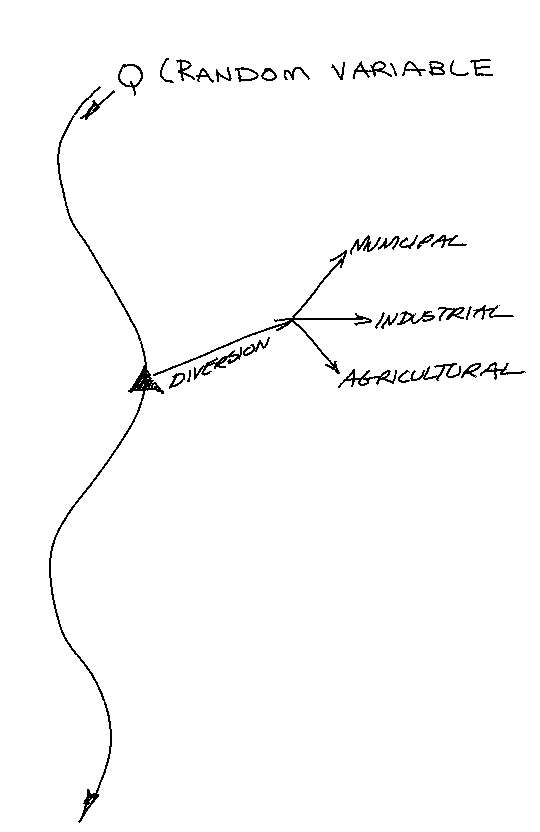 Q (RANDOM VARIABLE
MUNICIPAL
INDUSTRIAL
DIVERSION
AGRICULTURAL